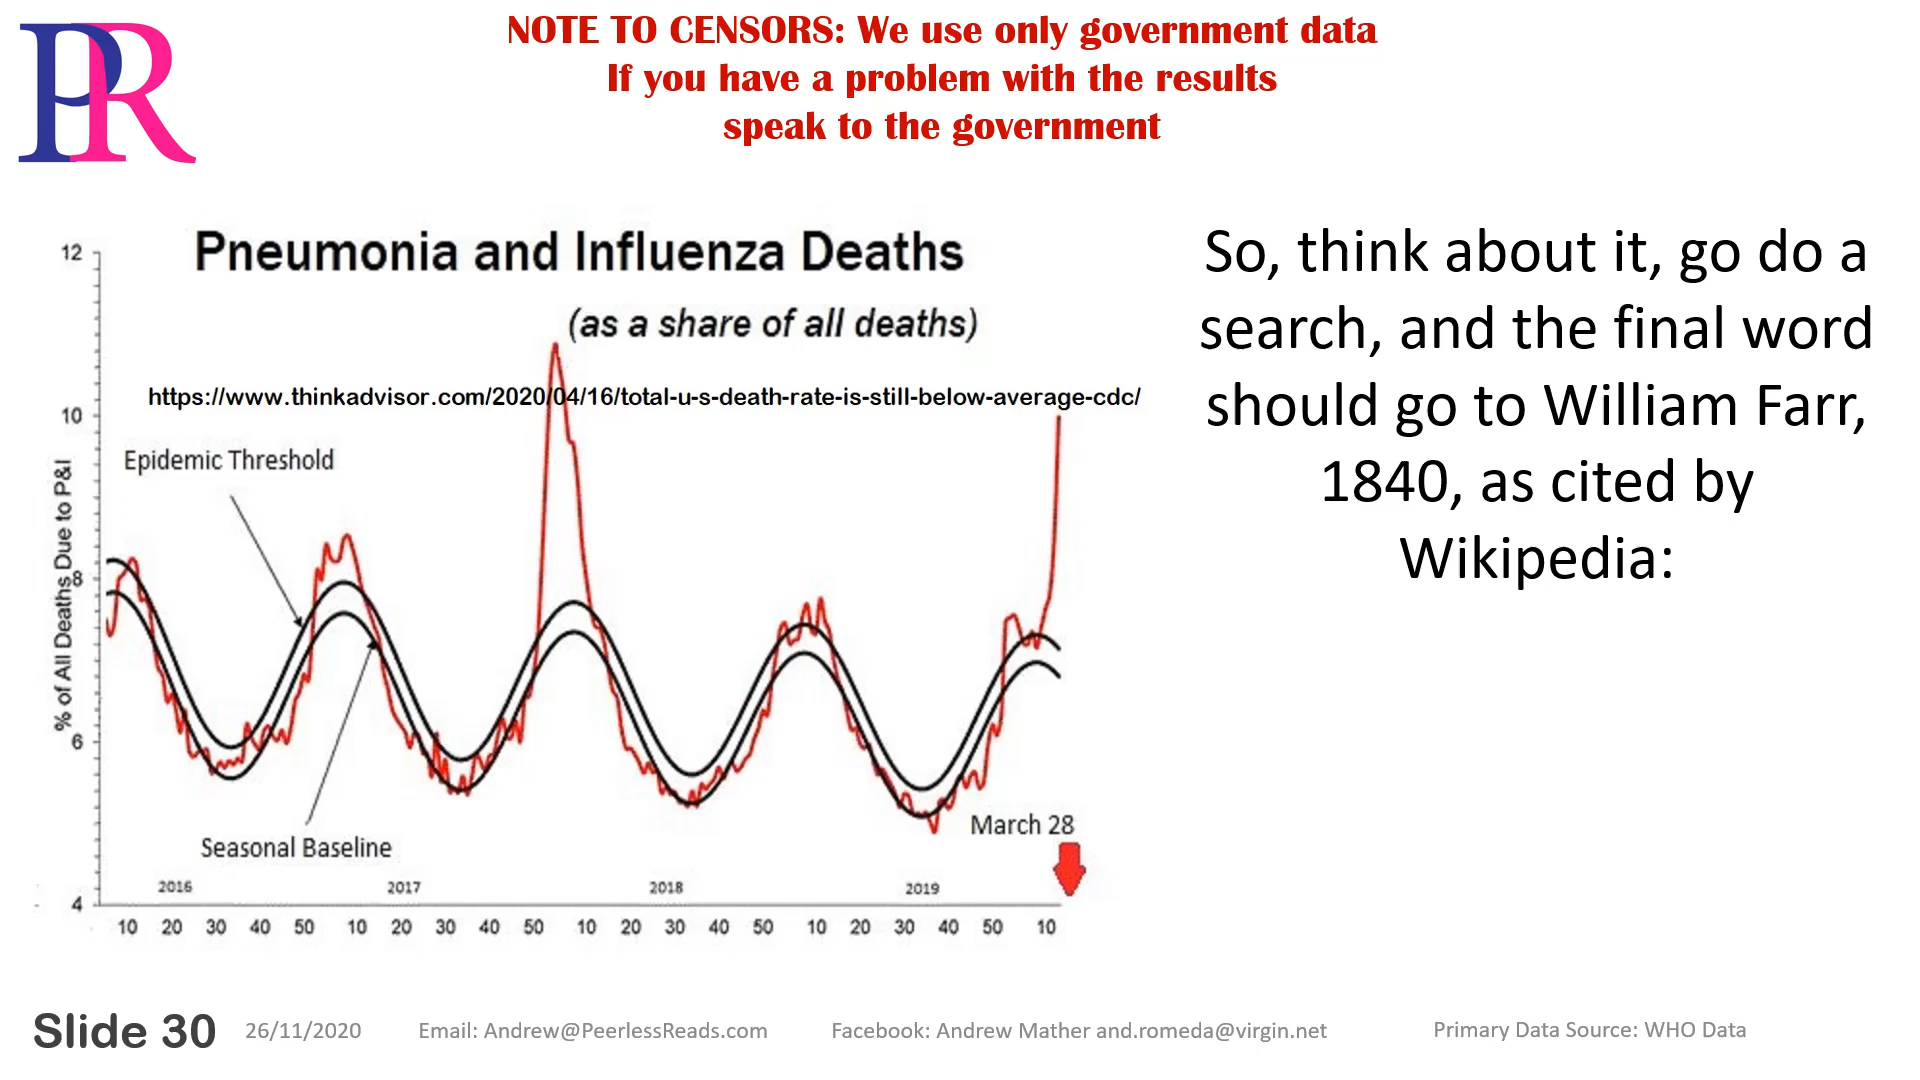 PR
NOTE TO CENSORS: We use only government data
If you have a problem with the results
speak to the government
Pneumonia and Influenza Deaths
(as a share of all deaths)
https://www.thinkadvisor.com/2020/04/16/total-u-s-death-rate-is-still-below-average-cdc/
% of All Deaths Due to P&I
12
10
8
6
4
Epidemic Threshold
Seasonal Baseline
March 28
2016 2017 2018 2019
10 20 30 40 50 10 20 30 40 50 10 20 30 40 50 10 20 30 40 50 10
So, think about it, go do a
search, and the final word
should go to William Farr,
1840, as cited by
Wikipedia:
Slide 30 26/11/2020 Email: Andrew@PeerlessReads.com Facebook: Andrew Mather and.romeda@virgin.net Primary Data Source: WHO Data